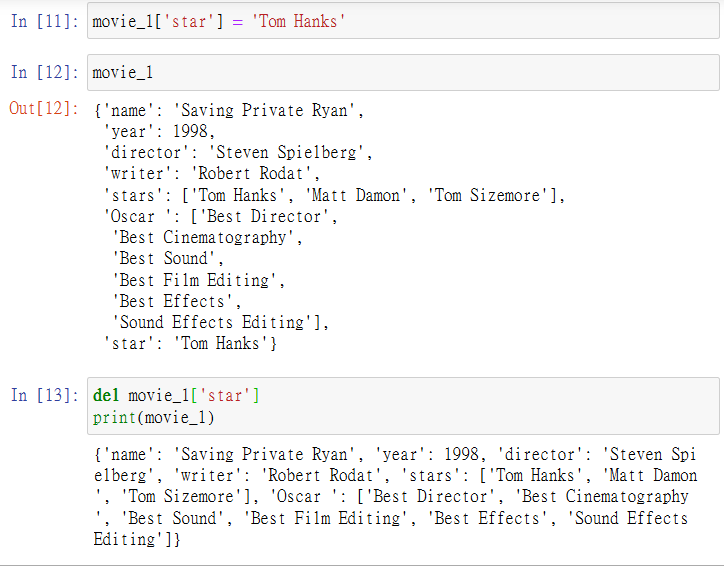 In [11]: movie_1['star'] = 'Tom Hanks'
In [12]: movie_1
Out[12]: {'name': 'Saving Private Ryan',
'year': 1998,
'director': 'Steven Spielberg',
'writer': 'Robert Rodat',
'stars': ['Tom Hanks', 'Matt Damon', 'Tom Sizemore'],
'Oscar ': ['Best Director',
'Best Cinematography',
'Best Sound',
'Best Film Editing',
'Best Effects',
'Sound Effects Editing'],
'star': 'Tom Hanks'}
In [13]: del movie_1['star']
print(movie_1)
{'name': 'Saving Private Ryan', 'year': 1998, 'director': 'Steven Spi
elberg', 'writer': 'Robert Rodat', 'stars': ['Tom Hanks', 'Matt Damon
', 'Tom Sizemore'], 'Oscar ': ['Best Director', 'Best Cinematography
', 'Best Sound', 'Best Film Editing', 'Best Effects', 'Sound Effects
Editing']}